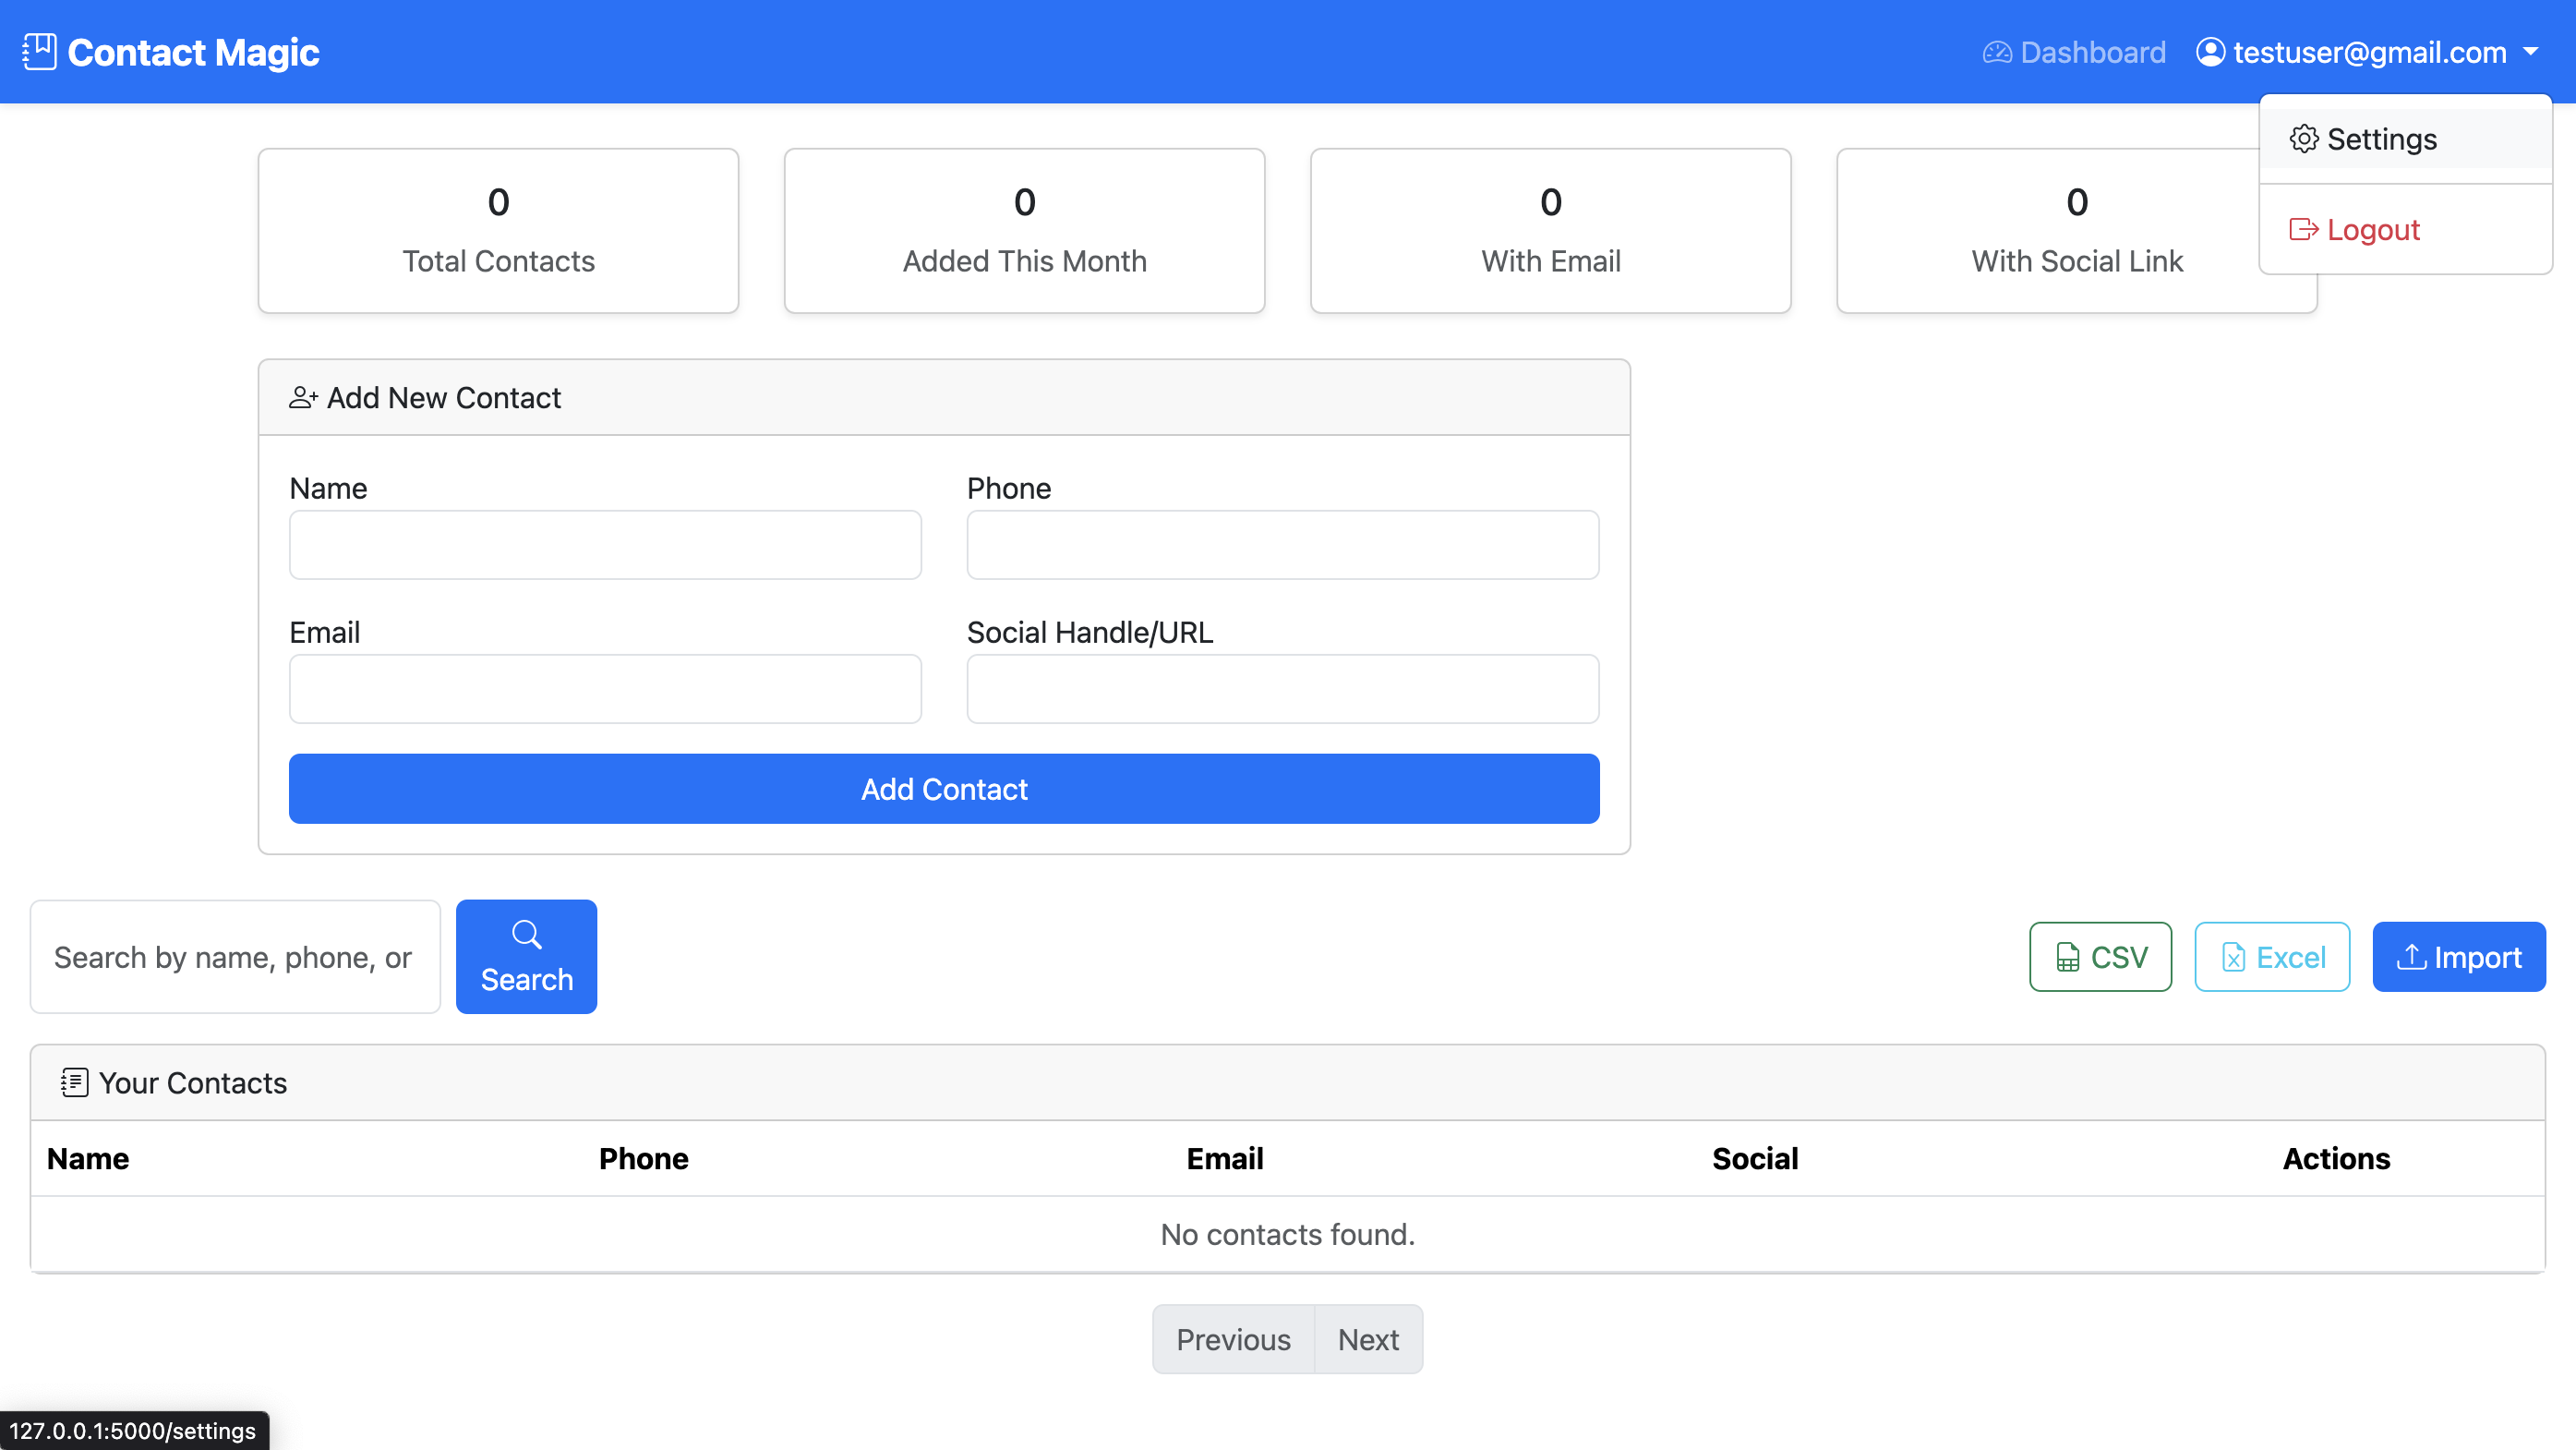 Contact Magic
Dashboard
testuser@gmail.com
Settings
Logout
0
Total Contacts
0
Added This Month
0
With Email
0
With Social Link
Add New Contact
Name
Phone
Email
Social Handle/URL
Add Contact
Search by name, phone, or
Search
CSV
Excel
Import
Your Contacts
Name Phone Email Social Actions
No contacts found.
Previous Next
127.0.0.1:5000/settings